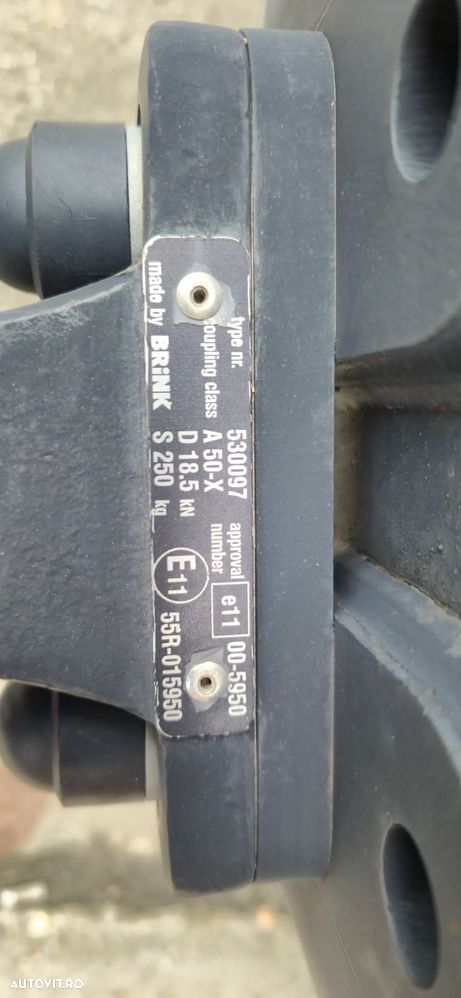 type nr. 530097
coupling class A 50-X
D 18.5 kN
made by BRINK S 250 kg
approval number e11 00-5950
E11 55R-015950
AUTOVIT.RO